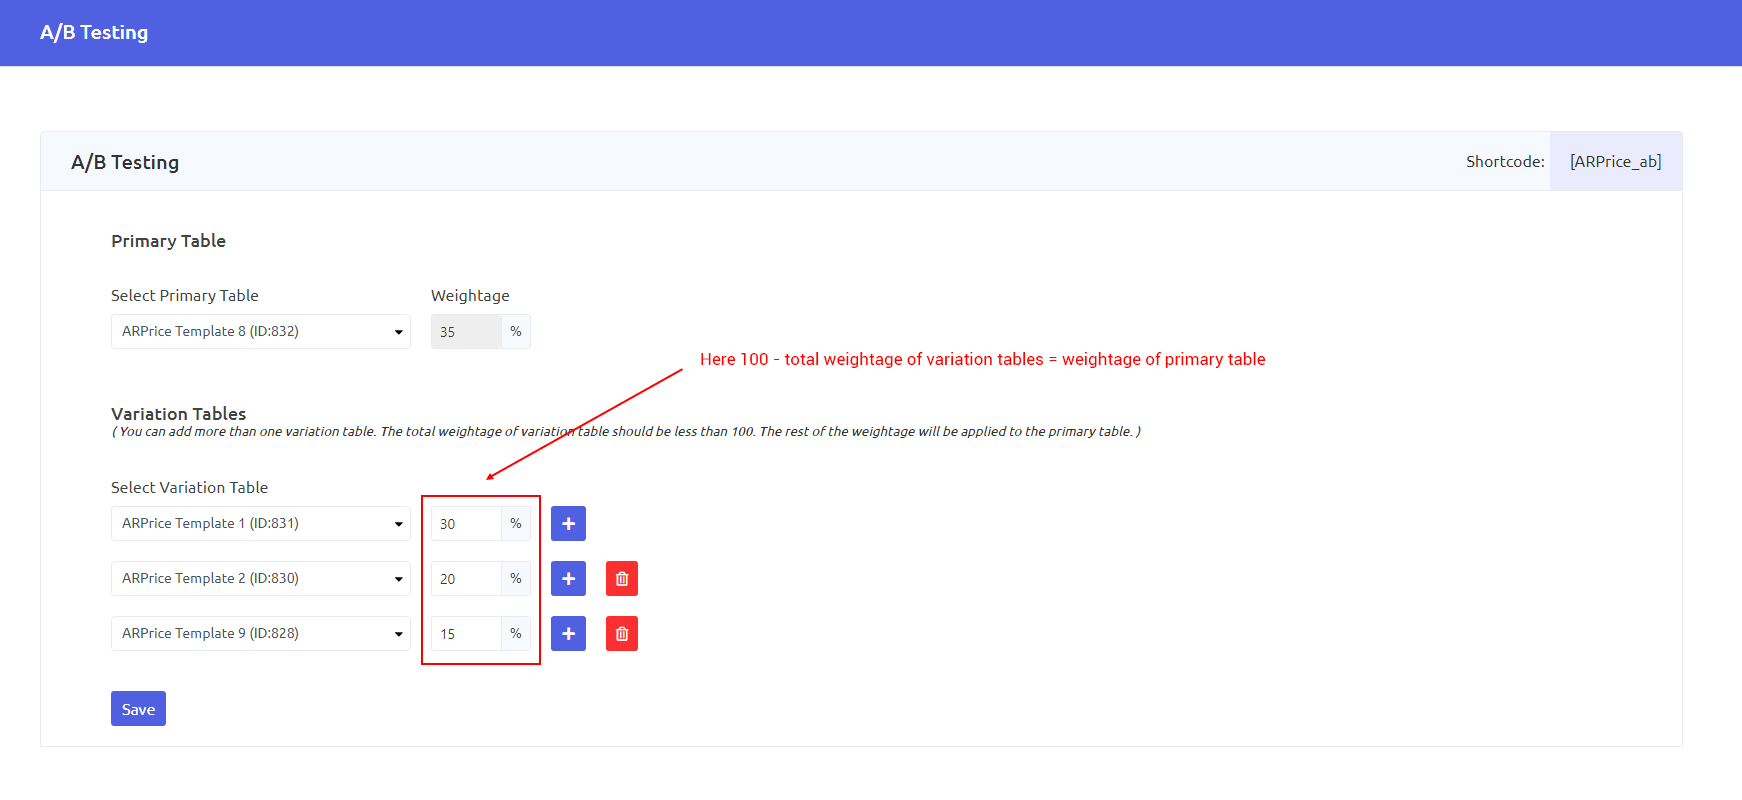 A/B Testing
A/B Testing
Shortcode: [ARPrice_ab]
Primary Table
Select Primary Table Weightage
ARPrice Template 8 (ID:832) 35 %
Here 100 - total weightage of variation tables = weightage of primary table
Variation Tables
( You can add more than one variation table. The total weightage of variation table should be less than 100. The rest of the weightage will be applied to the primary table. )
Select Variation Table
ARPrice Template 1 (ID:831) 30 % +
ARPrice Template 2 (ID:830) 20 % +
ARPrice Template 9 (ID:828) 15 % +
Save